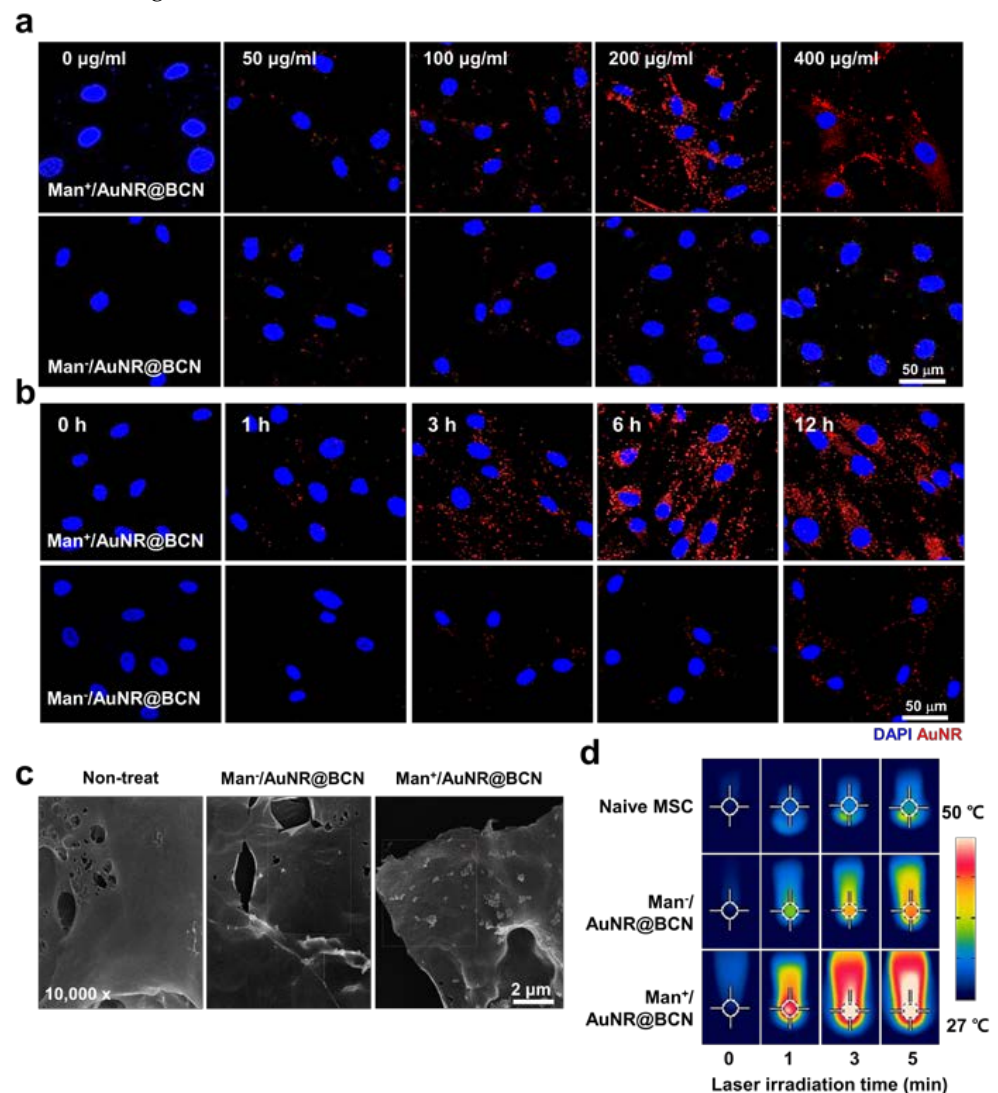 a
0 µg/ml 50 µg/ml 100 µg/ml 200 µg/ml 400 µg/ml
Man⁺/AuNR@BCN
Man⁻/AuNR@BCN
50 µm
b
0 h 1 h 3 h 6 h 12 h
Man⁺/AuNR@BCN
Man⁻/AuNR@BCN
50 µm
DAPI AuNR
c
Non-treat Man⁻/AuNR@BCN Man⁺/AuNR@BCN
10,000 x
2 µm
d
Naive MSC
Man⁻/
AuNR@BCN
Man⁺/
AuNR@BCN
50 ℃
27 ℃
0 1 3 5
Laser irradiation time (min)